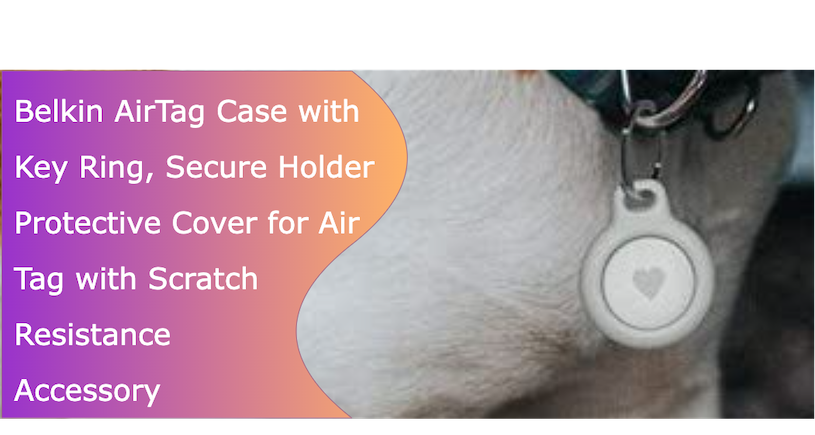 Belkin AirTag Case with
Key Ring, Secure Holder
Protective Cover for Air
Tag with Scratch
Resistance
Accessory